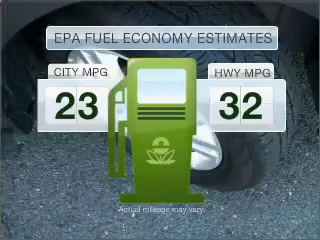 EPA FUEL ECONOMY ESTIMATES
CITY MPG HWY MPG
23 32
Actual mileage may vary.